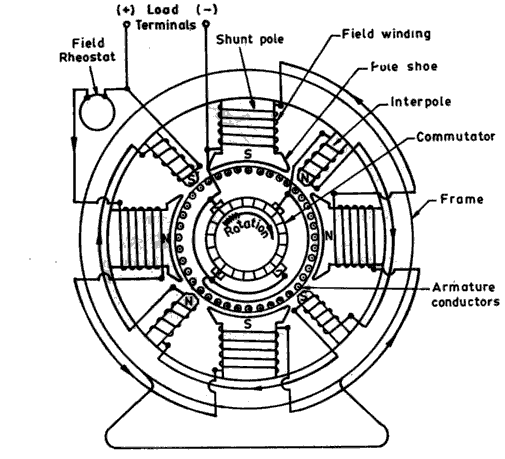 (+) Load (-)
Terminals
Field
Rheostat
Shunt pole
Field winding
Pole shoe
Interpole
Commutator
Frame
Armature
conductors
Rotation
S
S
N
N
N
N
S
S